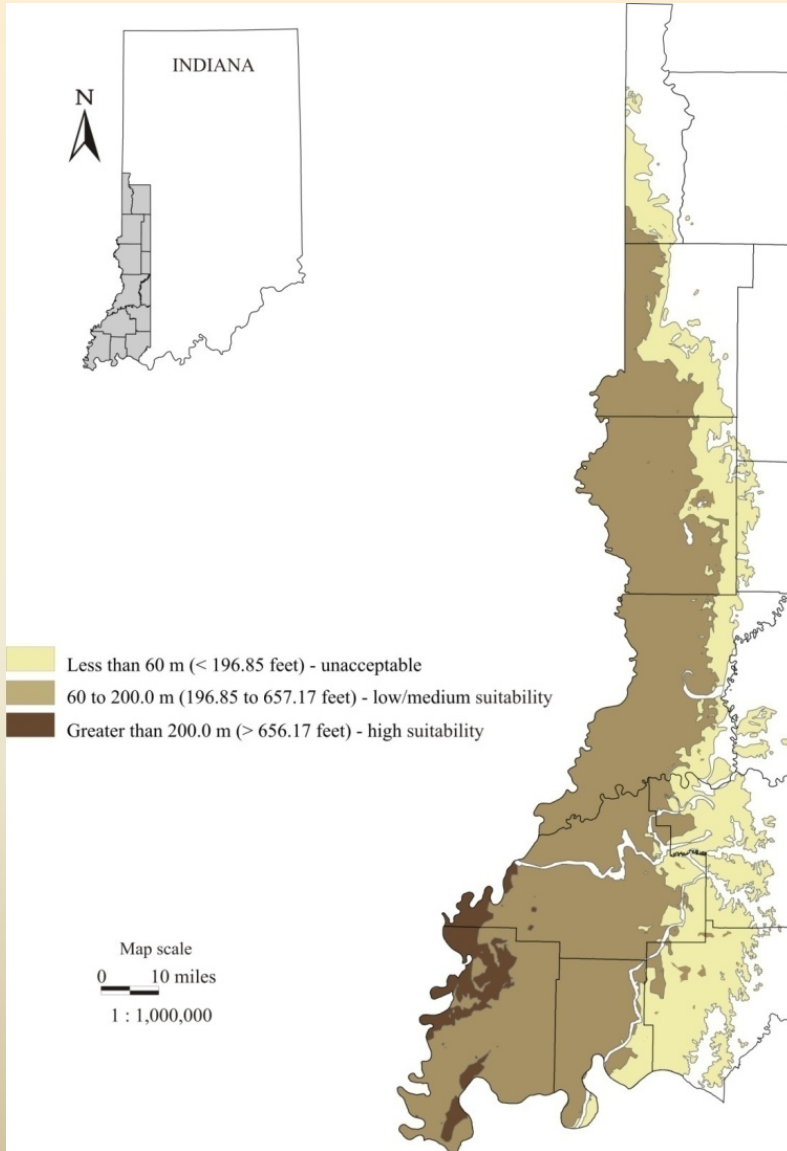 INDIANA
N
Less than 60 m (< 196.85 feet) - unacceptable
60 to 200.0 m (196.85 to 657.17 feet) - low/medium suitability
Greater than 200.0 m (> 656.17 feet) - high suitability
Map scale
0 10 miles
1 : 1,000,000